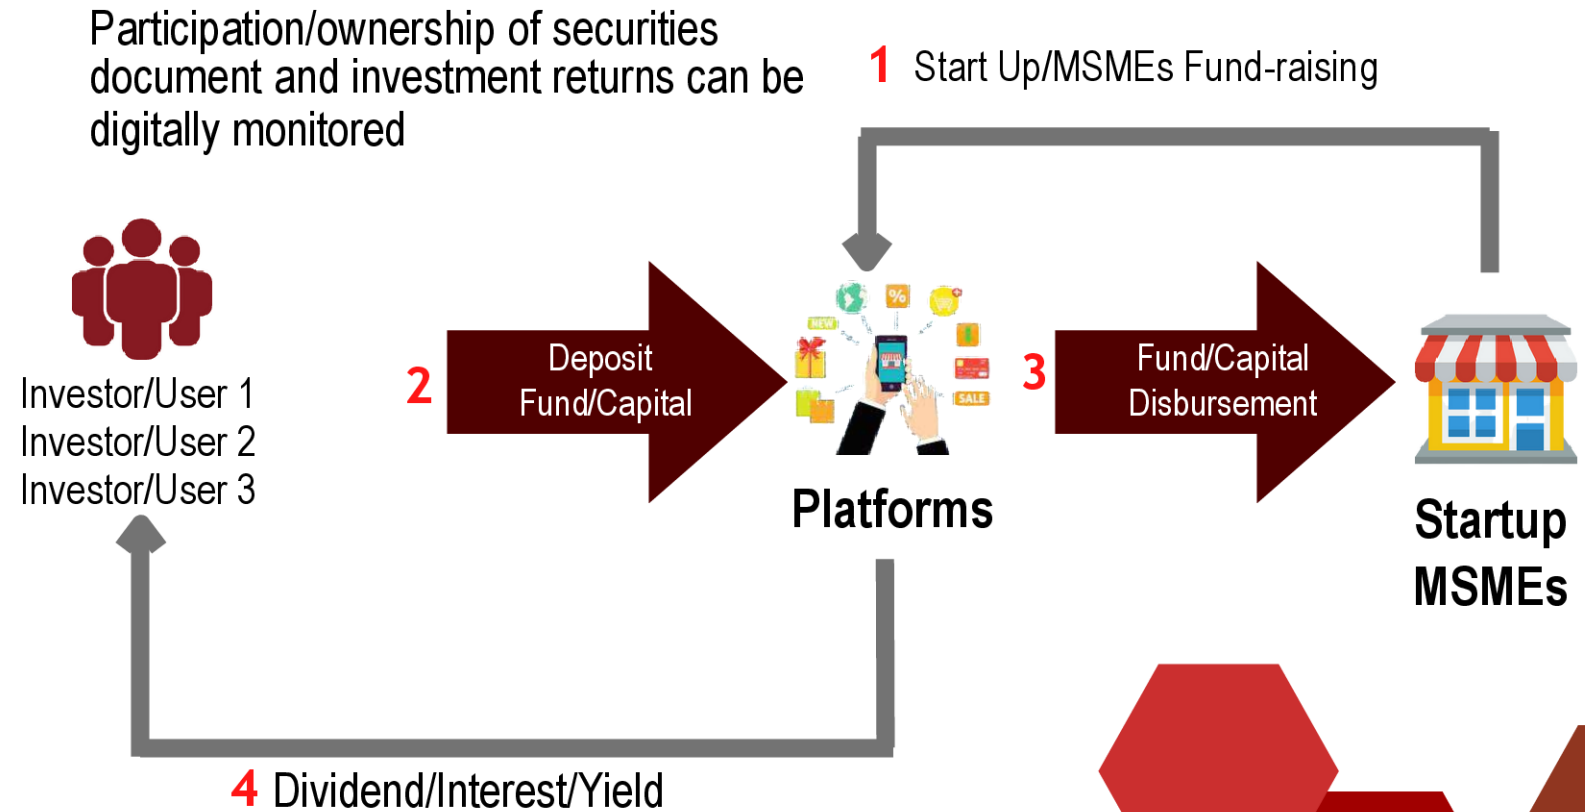 Participation/ownership of securities
document and investment returns can be
digitally monitored
1 Start Up/MSMEs Fund-raising
Investor/User 1
Investor/User 2
Investor/User 3
2
Deposit
Fund/Capital
NEW
%
SALE
Platforms
3
Fund/Capital
Disbursement
Startup
MSMEs
4 Dividend/Interest/Yield